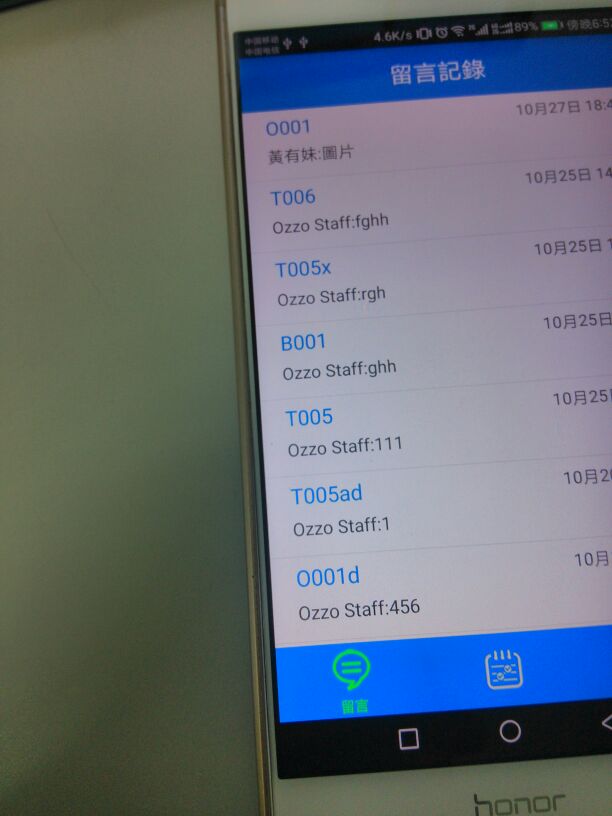 中国移动
中国电信
4.6K/s 89% 傍晚6:5
留言記錄
O001
10月27日 18:4
黃有妹:圖片
T006
10月25日 14
Ozzo Staff:fghh
T005x
10月25日 1
Ozzo Staff:rgh
B001
10月25日
Ozzo Staff:ghh
T005
10月25
Ozzo Staff:111
T005ad
10月2
Ozzo Staff:1
O001d
10月
Ozzo Staff:456
留言
honor